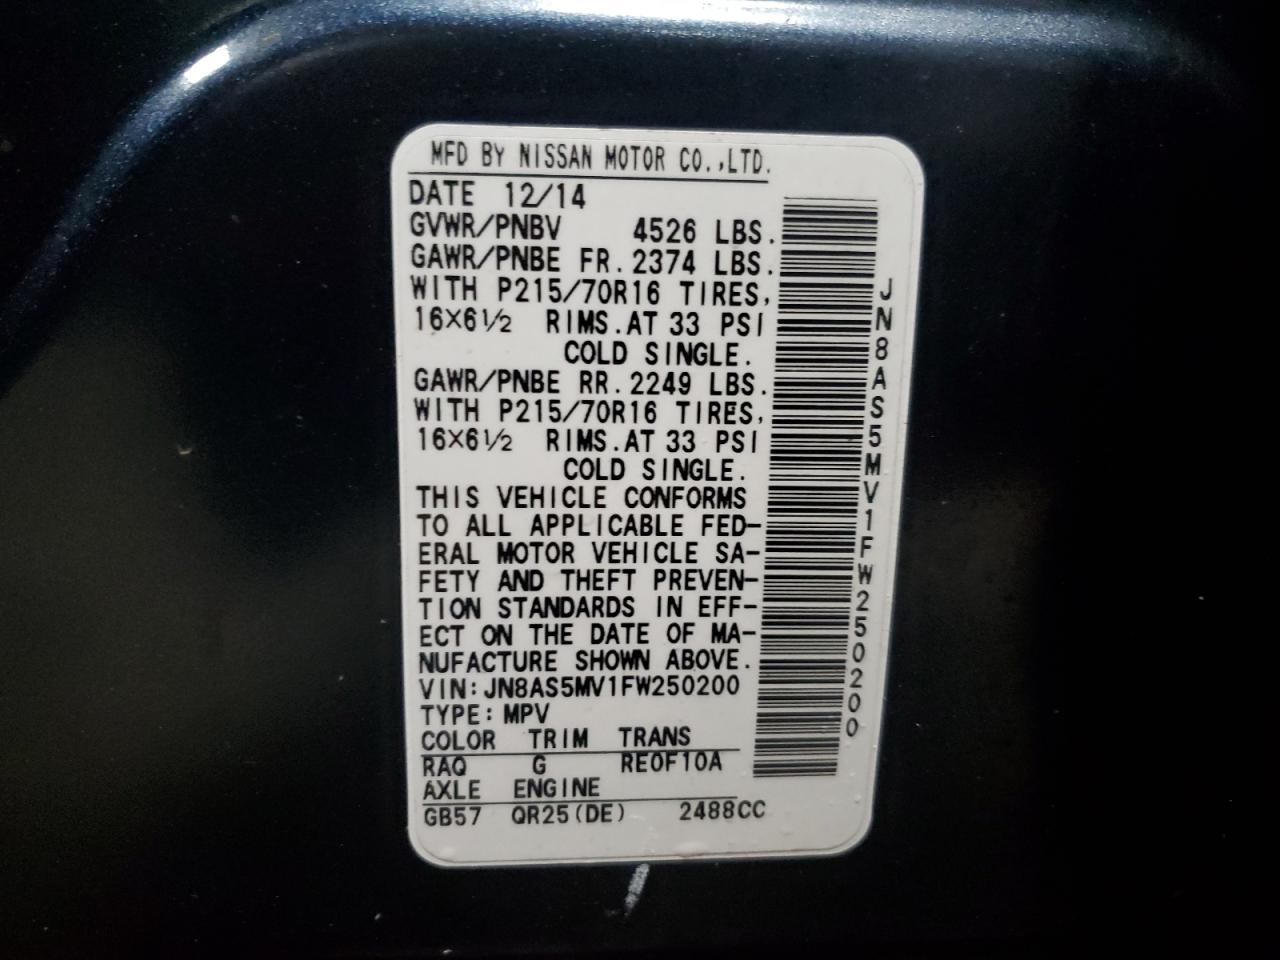 MFD BY NISSAN MOTOR CO.,LTD.
DATE 12/14
GVWR/PNBV 4526 LBS.
GAWR/PNBE FR. 2374 LBS.
WITH P215/70R16 TIRES,
16×6½ RIMS.AT 33 PSI
COLD SINGLE.
GAWR/PNBE RR. 2249 LBS.
WITH P215/70R16 TIRES,
16×6½ RIMS.AT 33 PSI
COLD SINGLE.
THIS VEHICLE CONFORMS
TO ALL APPLICABLE FED-
ERAL MOTOR VEHICLE SA-
FETY AND THEFT PREVEN-
TION STANDARDS IN EFF-
ECT ON THE DATE OF MA-
NUFACTURE SHOWN ABOVE.
VIN:JN8AS5MV1FW250200
TYPE:MPV
COLOR TRIM TRANS
RAQ G RE0F10A
AXLE ENGINE
GB57 QR25(DE) 2488CC
JN8AS5MV1FW250200